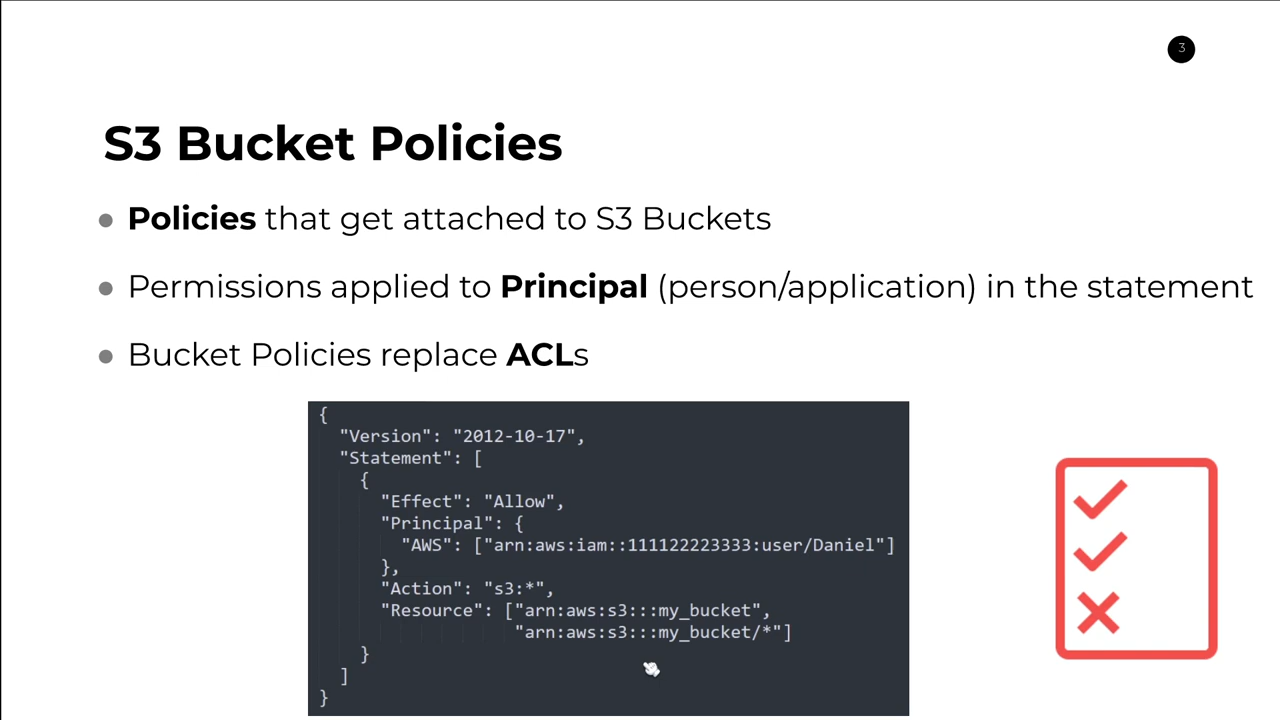 3
S3 Bucket Policies
● Policies that get attached to S3 Buckets
● Permissions applied to Principal (person/application) in the statement
● Bucket Policies replace ACLs
{
  "Version": "2012-10-17",
  "Statement": [
    {
      "Effect": "Allow",
      "Principal": {
        "AWS": ["arn:aws:iam::111122223333:user/Daniel"]
      },
      "Action": "s3:*",
      "Resource": ["arn:aws:s3:::my_bucket",
                   "arn:aws:s3:::my_bucket/*"]
    }
  ]
}